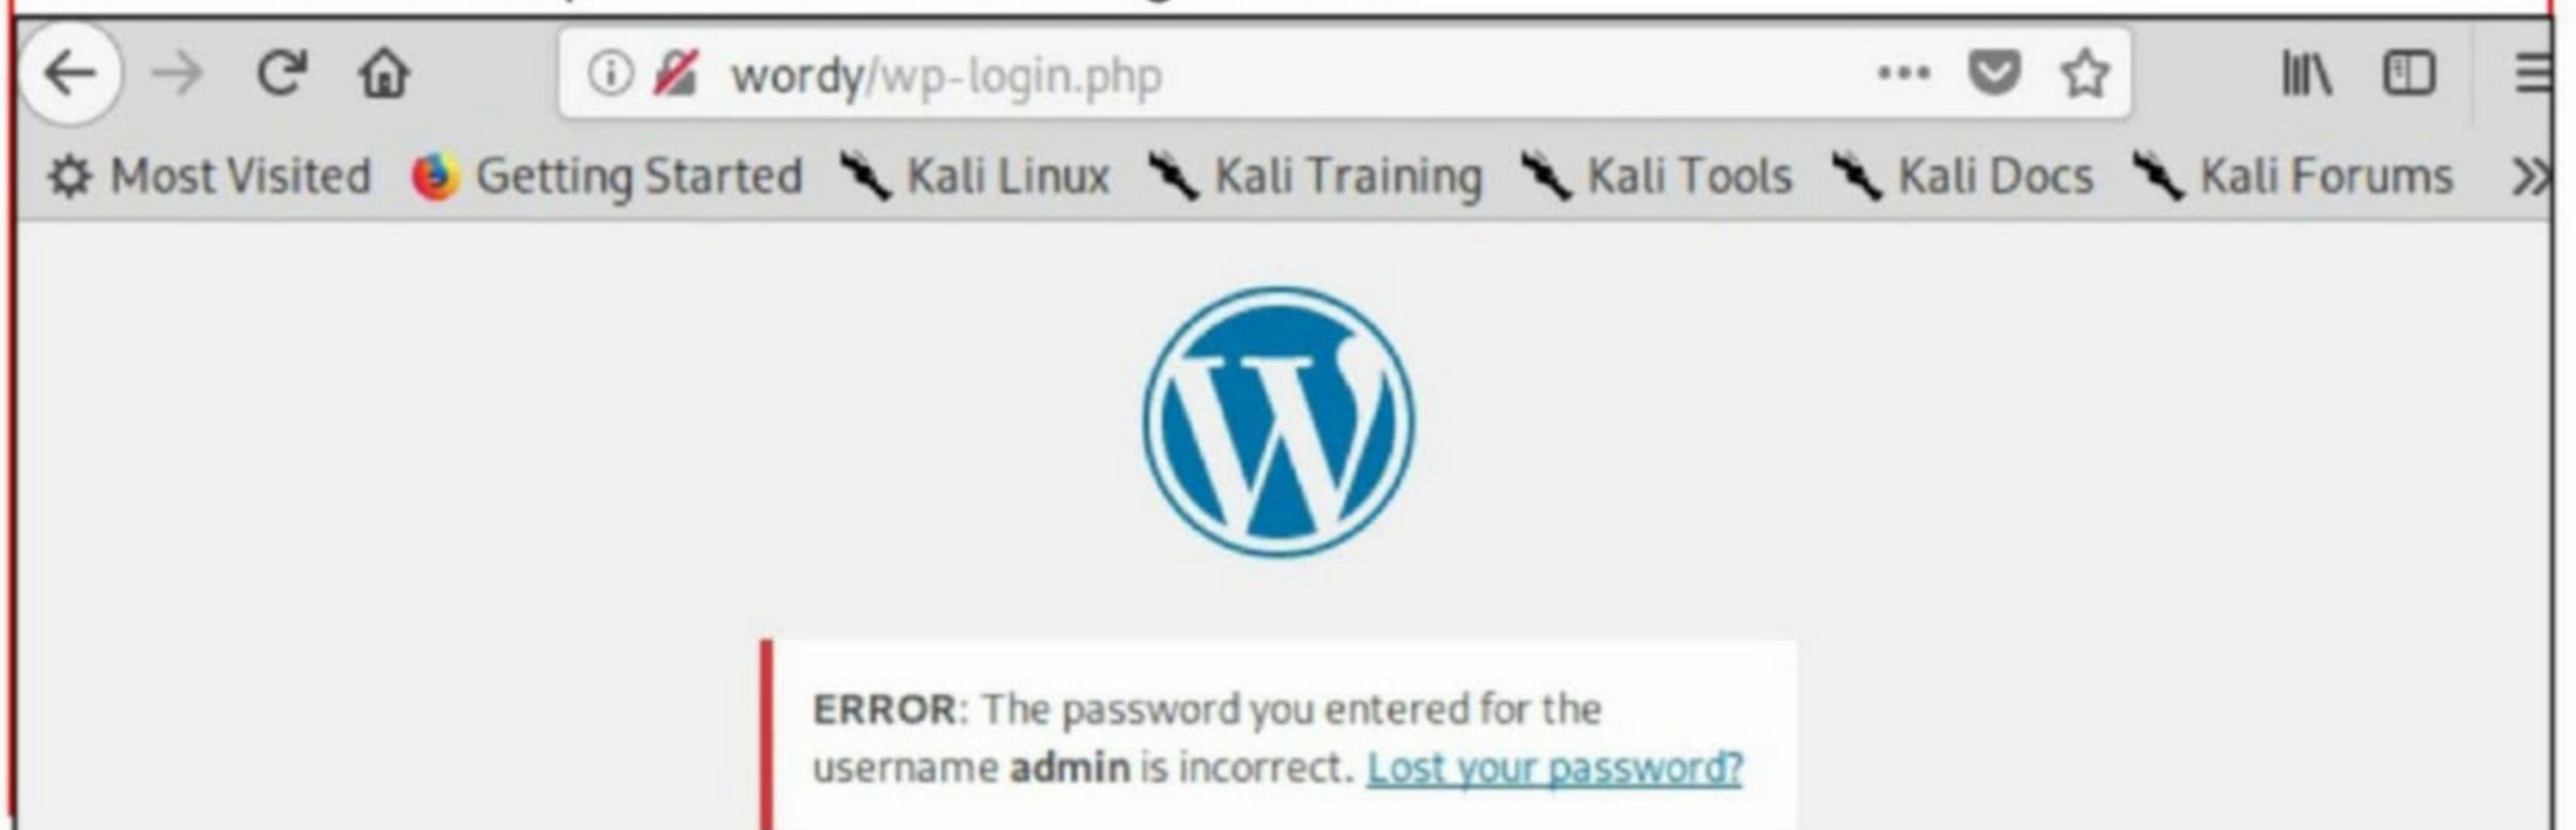 wordy/wp-login.php
Most Visited Getting Started Kali Linux Kali Training Kali Tools Kali Docs Kali Forums
ERROR: The password you entered for the
username admin is incorrect. Lost your password?